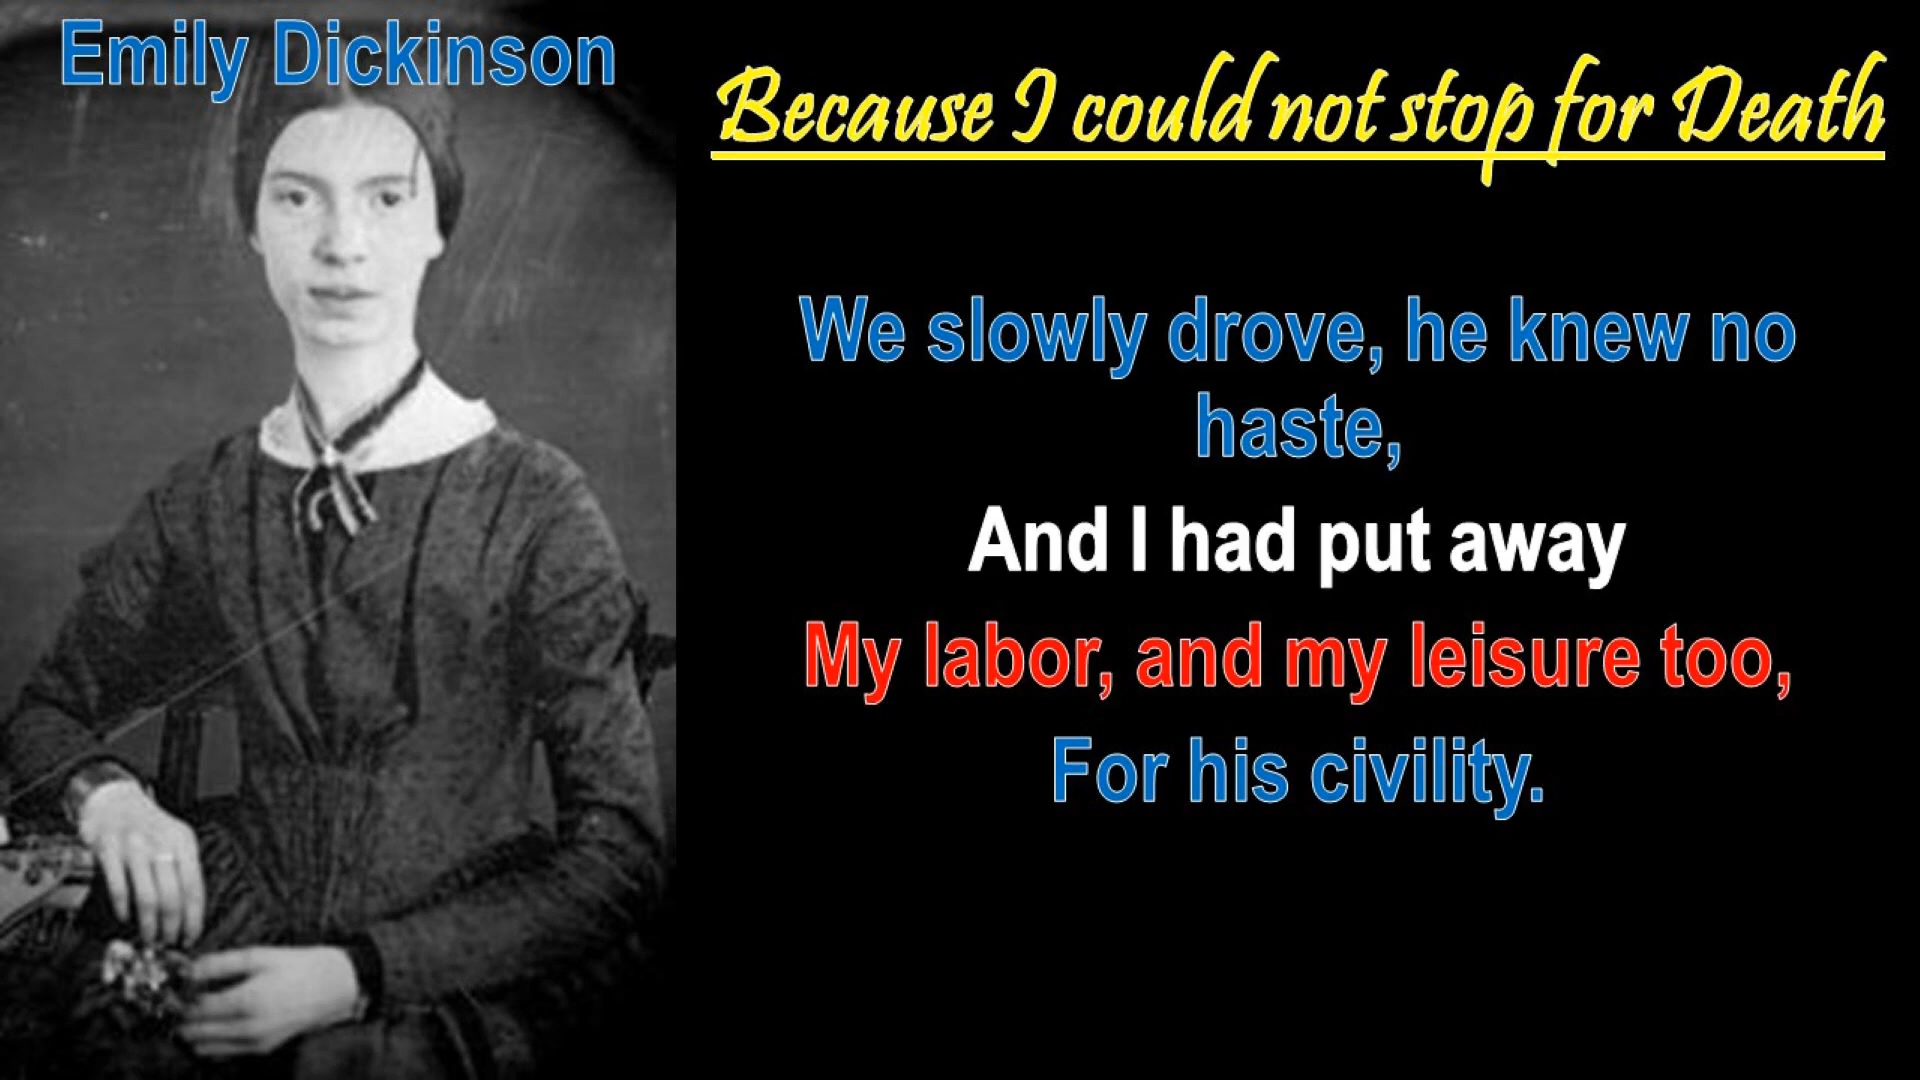 Emily Dickinson
Because I could not stop for Death
We slowly drove, he knew no
haste,
And I had put away
My labor, and my leisure too,
For his civility.